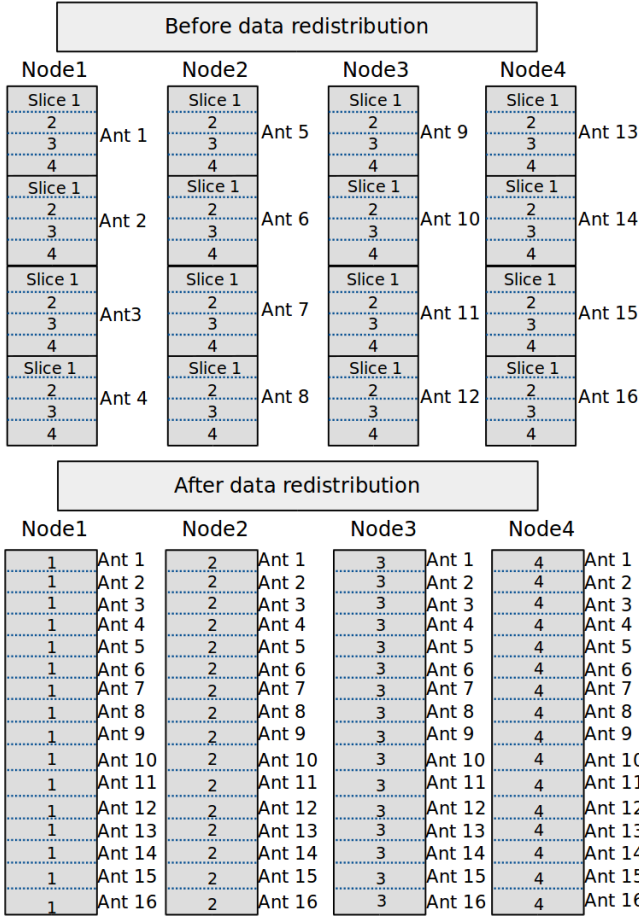 Before data redistribution
Node1 Node2 Node3 Node4
Slice 1 Slice 1 Slice 1 Slice 1
2 2 2 2
Ant 1 Ant 5 Ant 9 Ant 13
3 3 3 3
4 4 4 4
Slice 1 Slice 1 Slice 1 Slice 1
2 2 2 2
Ant 2 Ant 6 Ant 10 Ant 14
3 3 3 3
4 4 4 4
Slice 1 Slice 1 Slice 1 Slice 1
2 2 2 2
Ant3 Ant 7 Ant 11 Ant 15
3 3 3 3
4 4 4 4
Slice 1 Slice 1 Slice 1 Slice 1
2 2 2 2
Ant 4 Ant 8 Ant 12 Ant 16
3 3 3 3
4 4 4 4
After data redistribution
Node1 Node2 Node3 Node4
1 Ant 1 2 Ant 1 3 Ant 1 4 Ant 1
1 Ant 2 2 Ant 2 3 Ant 2 4 Ant 2
1 Ant 3 2 Ant 3 3 Ant 3 4 Ant 3
1 Ant 4 2 Ant 4 3 Ant 4 4 Ant 4
1 Ant 5 2 Ant 5 3 Ant 5 4 Ant 5
1 Ant 6 2 Ant 6 3 Ant 6 4 Ant 6
1 Ant 7 2 Ant 7 3 Ant 7 4 Ant 7
1 Ant 8 2 Ant 8 3 Ant 8 4 Ant 8
1 Ant 9 2 Ant 9 3 Ant 9 4 Ant 9
1 Ant 10 2 Ant 10 3 Ant 10 4 Ant 10
1 Ant 11 2 Ant 11 3 Ant 11 4 Ant 11
1 Ant 12 2 Ant 12 3 Ant 12 4 Ant 12
1 Ant 13 2 Ant 13 3 Ant 13 4 Ant 13
1 Ant 14 2 Ant 14 3 Ant 14 4 Ant 14
1 Ant 15 2 Ant 15 3 Ant 15 4 Ant 15
1 Ant 16 2 Ant 16 3 Ant 16 4 Ant 16